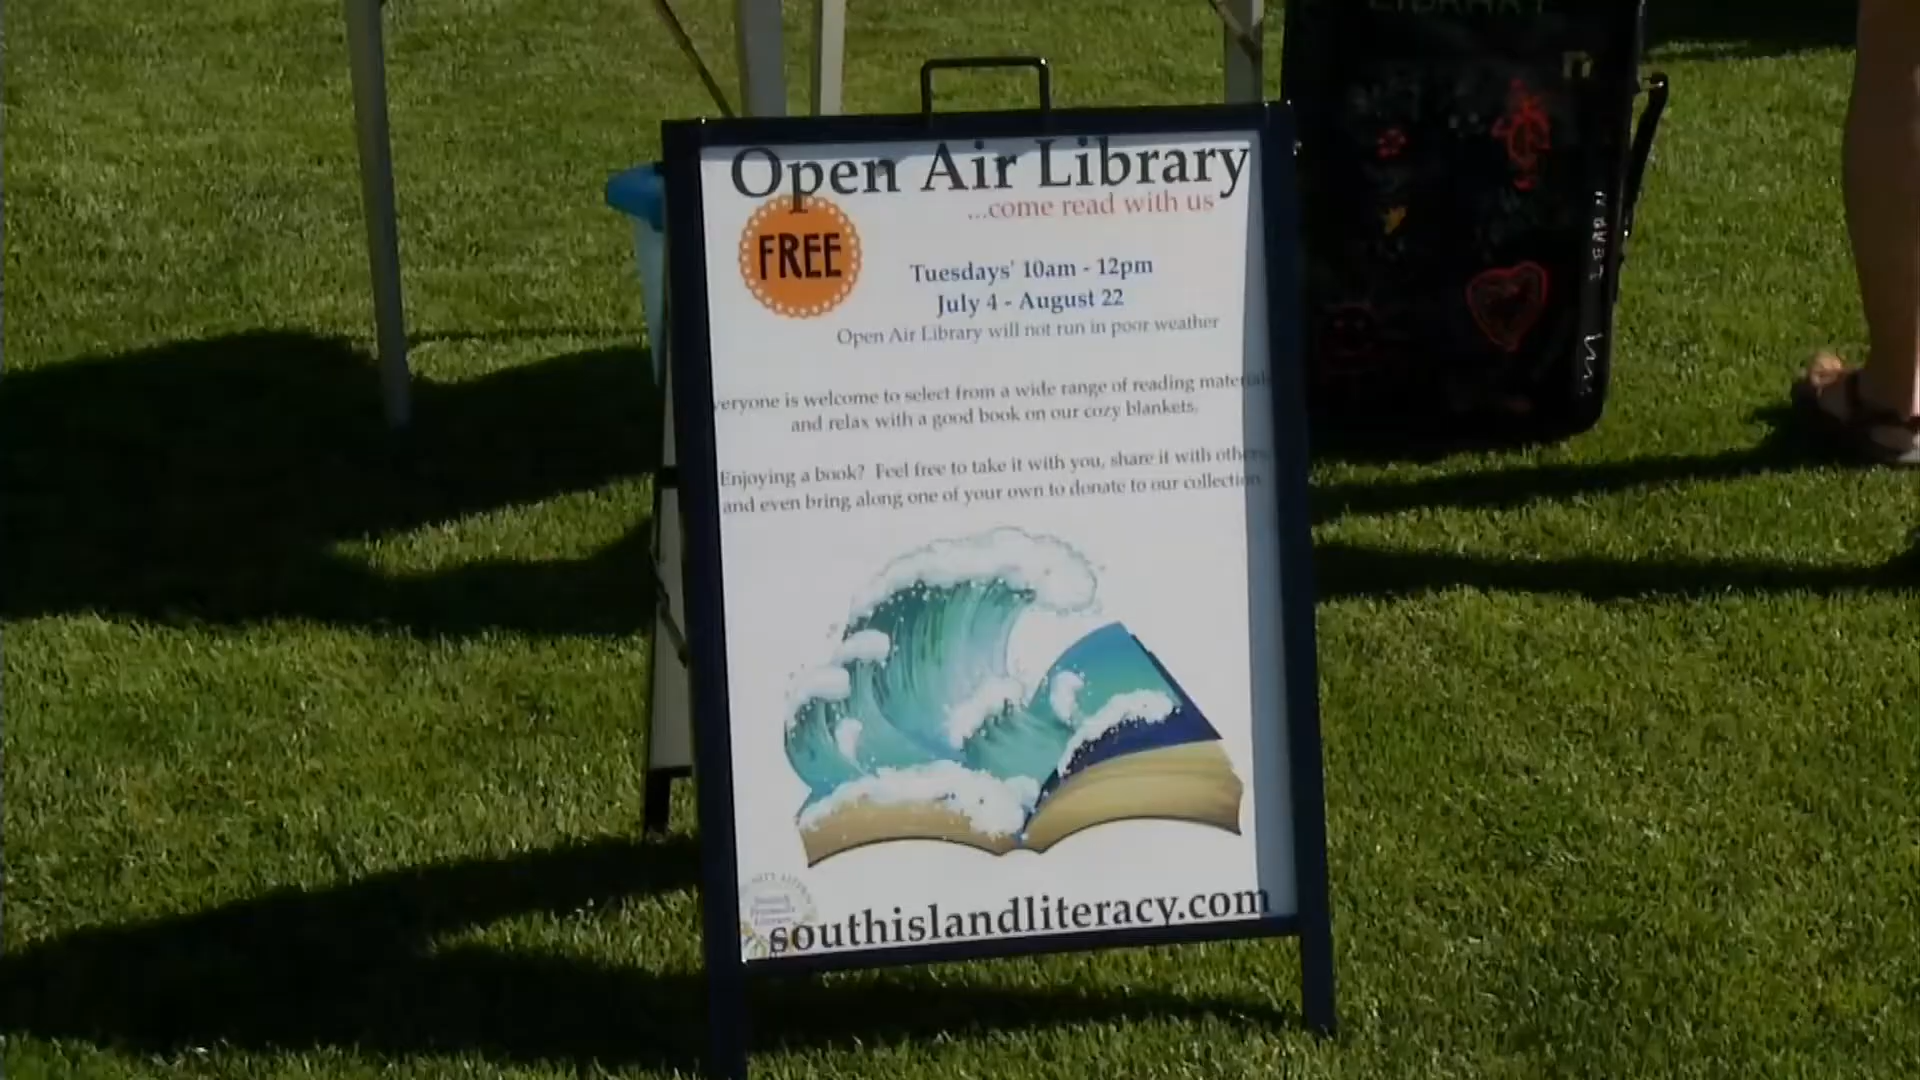 LIBRARY
Open Air Library
...come read with us
FREE
Tuesdays' 10am - 12pm
July 4 - August 22
Open Air Library will not run in poor weather
veryone is welcome to select from a wide range of reading material
and relax with a good book on our cozy blankets.
Enjoying a book? Feel free to take it with you, share it with others
and even bring along one of your own to donate to our collection
southislandliteracy.com